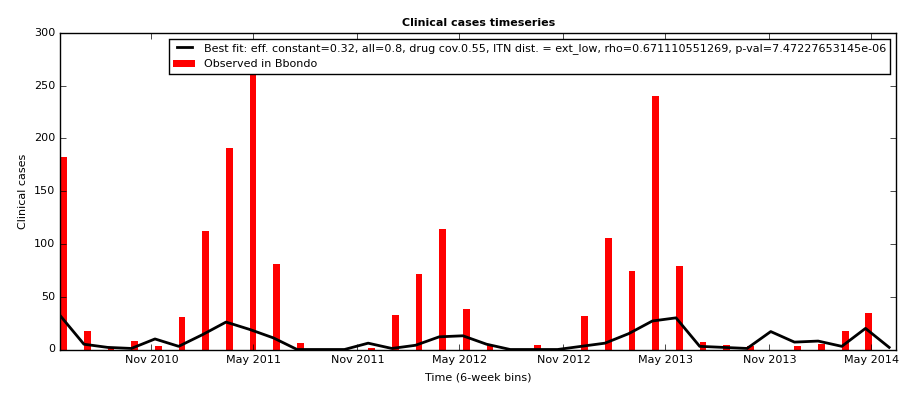 Clinical cases timeseries
Best fit: eff. constant=0.32, all=0.8, drug cov.0.55, ITN dist. = ext_low, rho=0.671110551269, p-val=7.47227653145e-06
Observed in Bbondo
Clinical cases
300
250
200
150
100
50
0
Nov 2010 May 2011 Nov 2011 May 2012 Nov 2012 May 2013 Nov 2013 May 2014
Time (6-week bins)